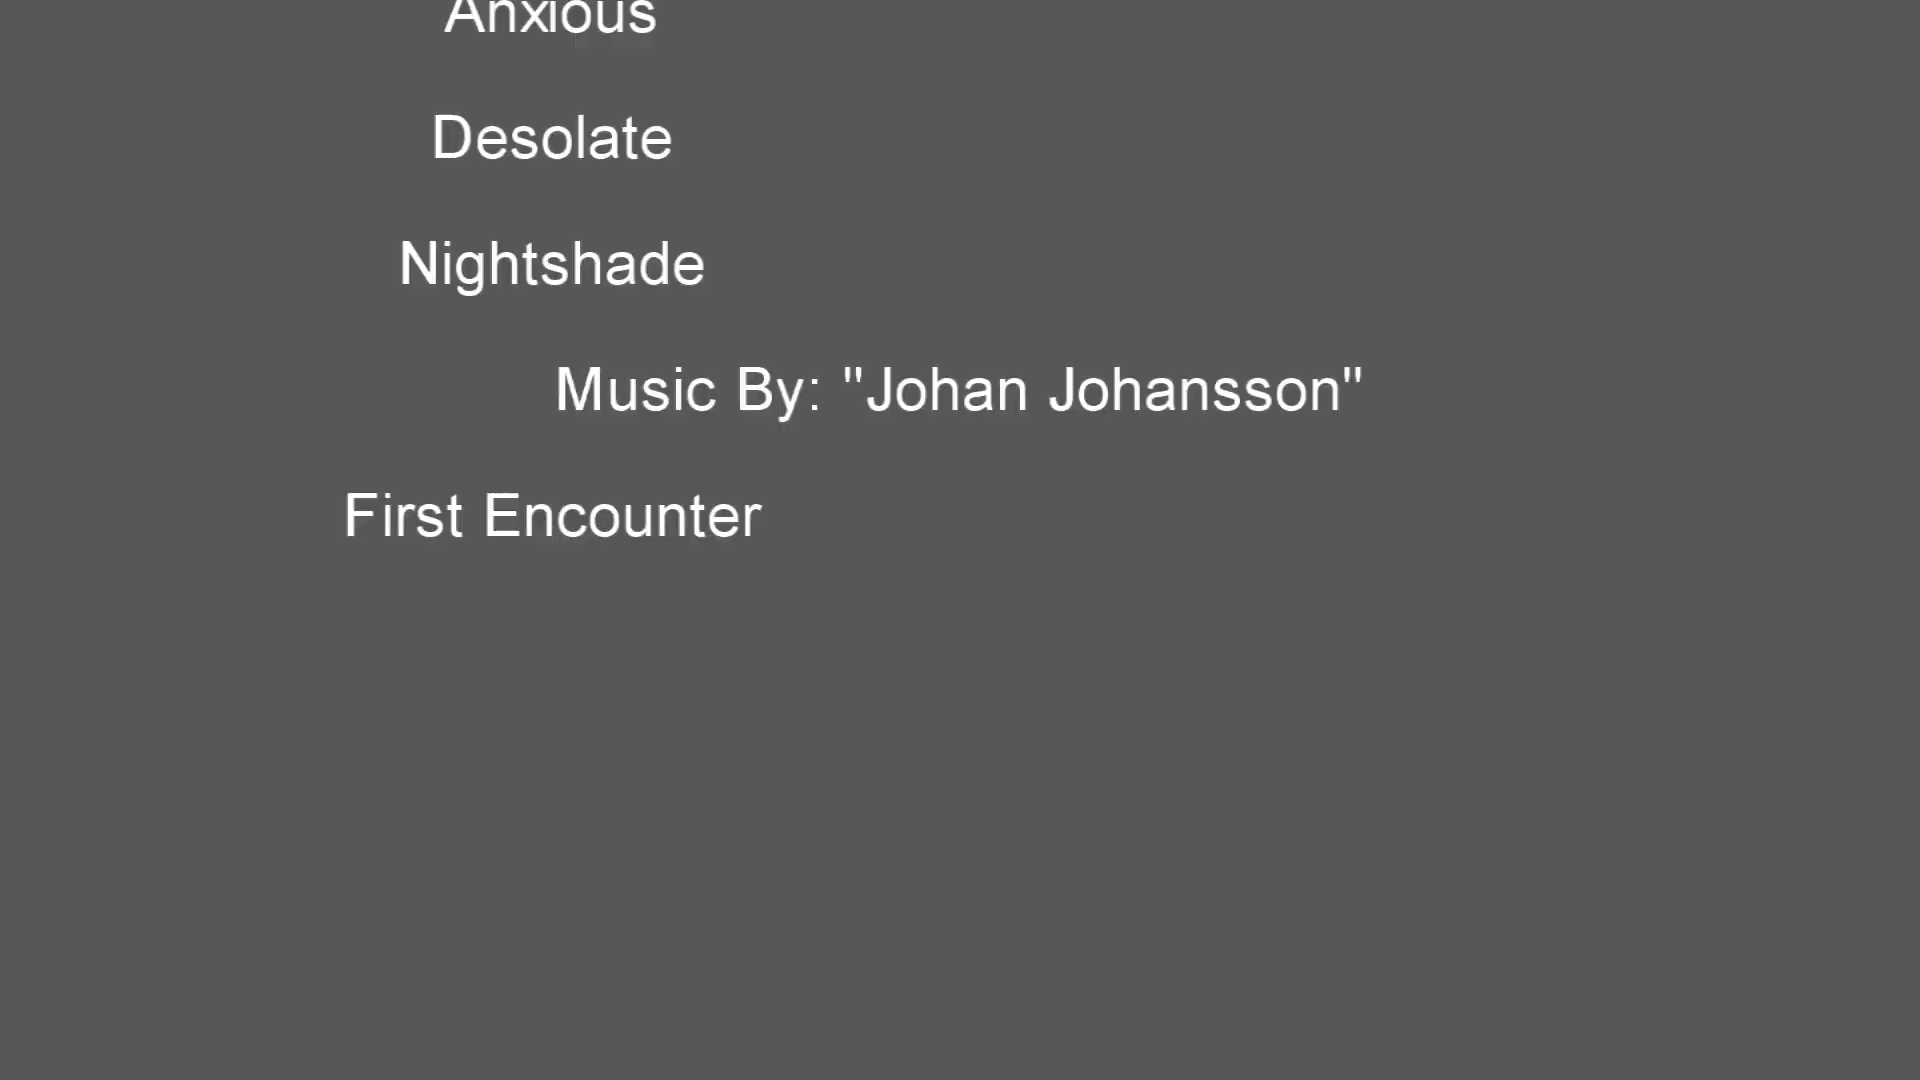 Anxious
Desolate
Nightshade
Music By: "Johan Johansson"
First Encounter